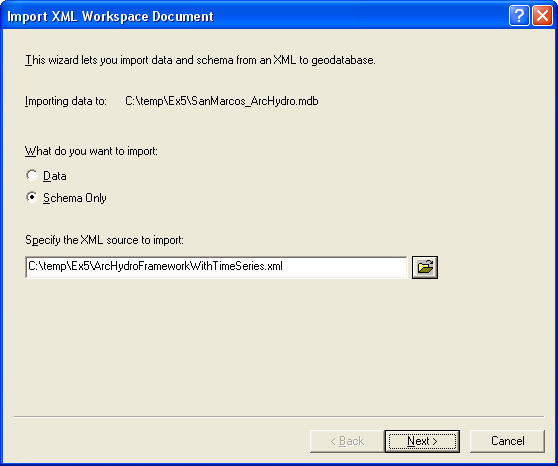 Import XML Workspace Document
This wizard lets you import data and schema from an XML to geodatabase.
Importing data to: C:\temp\Ex5\SanMarcos_ArcHydro.mdb
What do you want to import:
Data
Schema Only
Specify the XML source to import:
C:\temp\Ex5\ArcHydroFrameworkWithTimeSeries.xml
< Back Next > Cancel